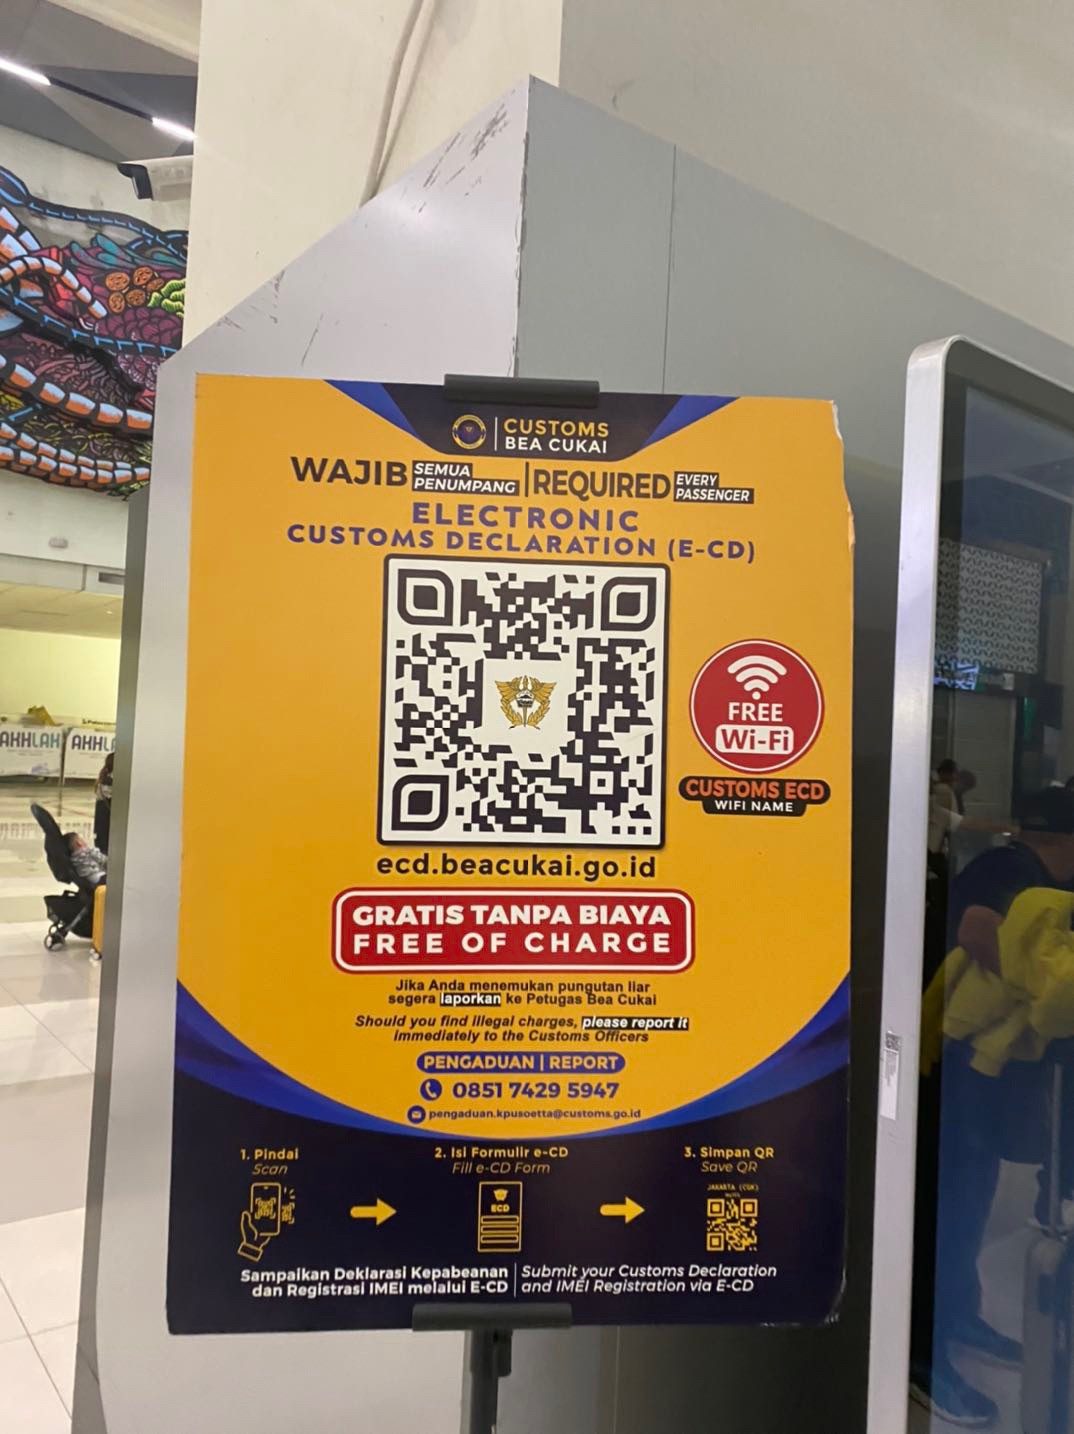 CUSTOMS
BEA CUKAI
WAJIB SEMUA PENUMPANG | REQUIRED EVERY PASSENGER
ELECTRONIC
CUSTOMS DECLARATION (E-CD)
FREE
Wi-Fi
CUSTOMS ECD
WIFI NAME
ecd.beacukai.go.id
GRATIS TANPA BIAYA
FREE OF CHARGE
Jika Anda menemukan pungutan liar
segera laporkan ke Petugas Bea Cukai
Should you find illegal charges, please report it
immediately to the Customs Officers
PENGADUAN | REPORT
0851 7429 5947
pengaduan.kpusoetta@customs.go.id
1. Pindai
Scan
2. Isi Formulir e-CD
Fill e-CD Form
3. Simpan QR
Save QR
ECD
JAKARTA (CGK)
Sampaikan Deklarasi Kepabeanan
dan Registrasi IMEI melalui E-CD
Submit your Customs Declaration
and IMEI Registration via E-CD
AKHLAK